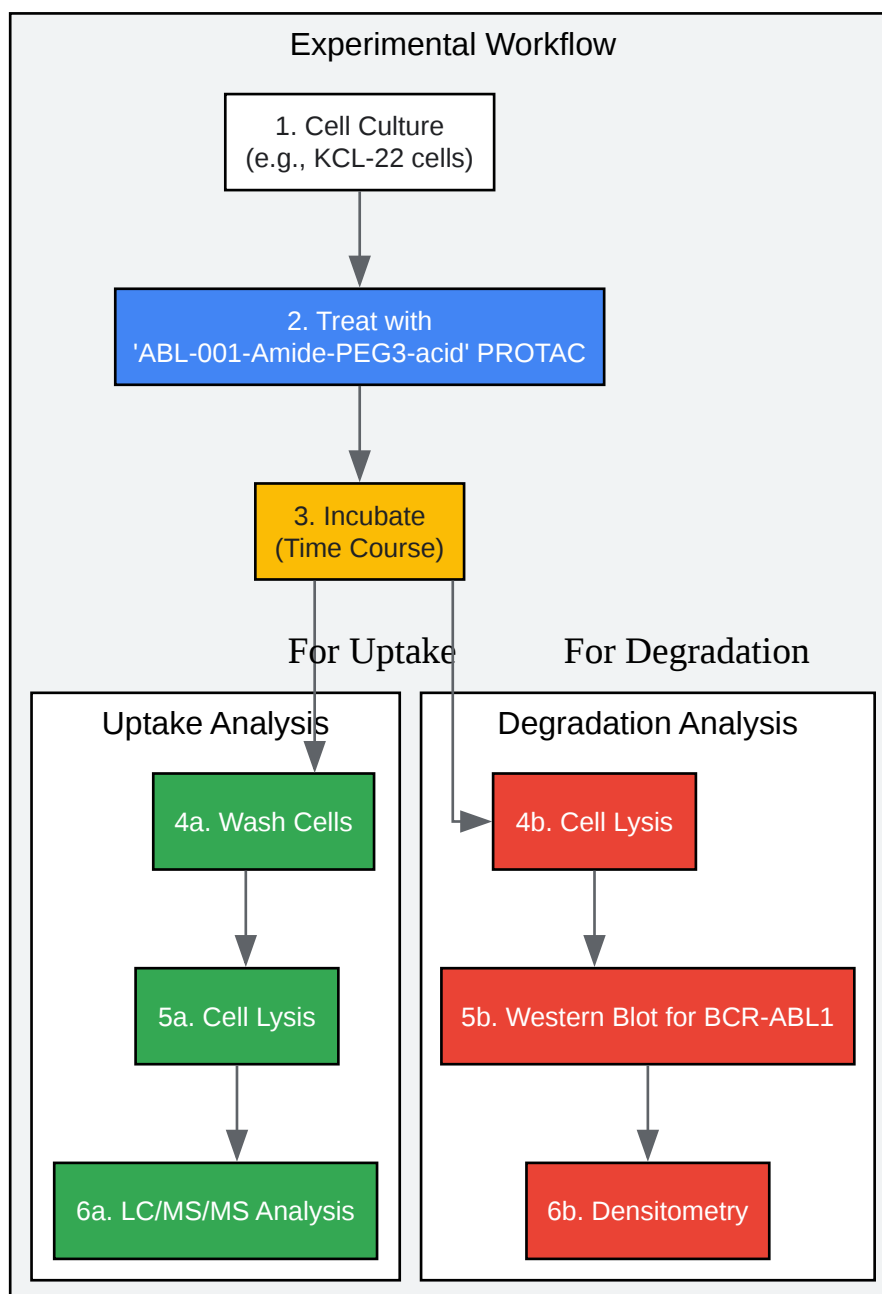 Experimental Workflow
1. Cell Culture
(e.g., KCL-22 cells)
2. Treat with
'ABL-001-Amide-PEG3-acid' PROTAC
3. Incubate
(Time Course)
For Uptake
For Degradation
Uptake Analysis
Degradation Analysis
4a. Wash Cells
4b. Cell Lysis
5a. Cell Lysis
5b. Western Blot for BCR-ABL1
6a. LC/MS/MS Analysis
6b. Densitometry